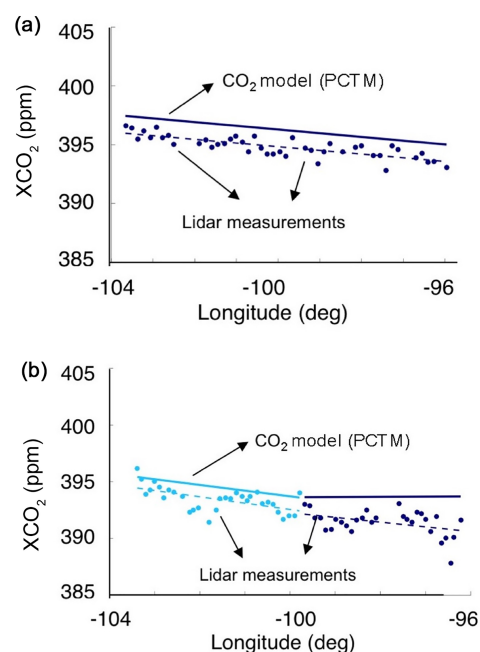 (a)
405
400
395
390
385
XCO2 (ppm)
CO2 model (PCTM)
Lidar measurements
-104
-100
-96
Longitude (deg)
(b)
405
400
395
390
385
XCO2 (ppm)
CO2 model (PCTM)
Lidar measurements
-104
-100
-96
Longitude (deg)